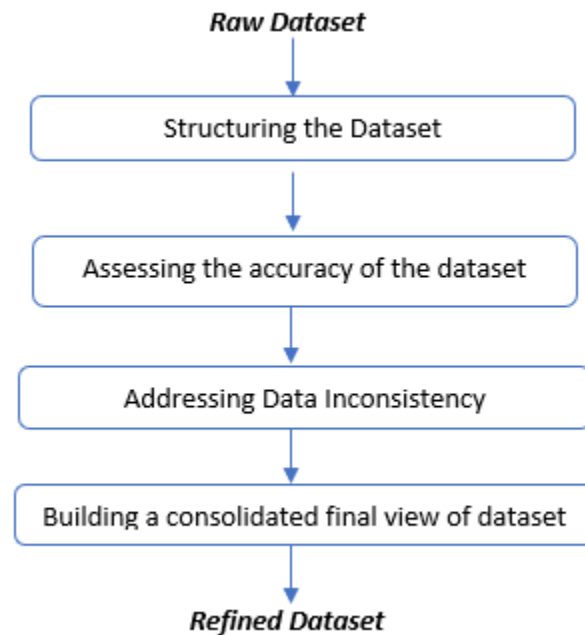 Raw Dataset
Structuring the Dataset
Assessing the accuracy of the dataset
Addressing Data Inconsistency
Building a consolidated final view of dataset
Refined Dataset